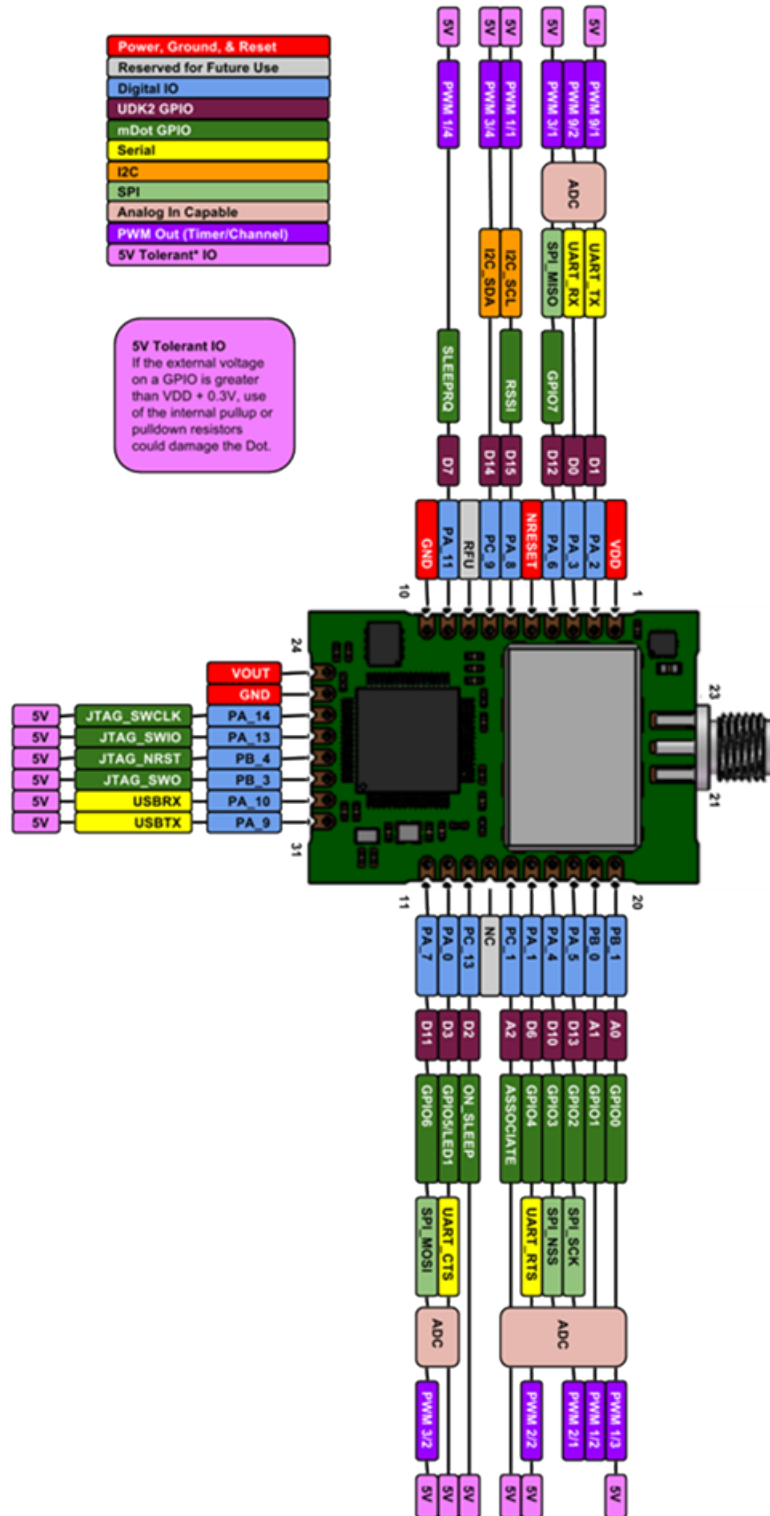 Power, Ground, & Reset
Reserved for Future Use
Digital IO
UDK2 GPIO
mDot GPIO
Serial
I2C
SPI
Analog In Capable
PWM Out (Timer/Channel)
5V Tolerant* IO
5V Tolerant IO
If the external voltage
on a GPIO is greater
than VDD + 0.3V, use
of the internal pullup or
pulldown resistors
could damage the Dot.
5V PWM 1/4 SLEEPRQ D7 PA_11
GND
RFU
5V PWM 3/4 I2C_SDA D14 PC_9
5V PWM 1/1 I2C_SCL RSSI D15 PA_8
NRESET
5V PWM 3/1 ADC SPI_MISO GPIO7 D12 PA_6
PWM 9/2 UART_RX D0 PA_3
5V PWM 9/1 UART_TX D1 PA_2
VDD
10
1
24
23
VOUT
GND
5V JTAG_SWCLK PA_14
5V JTAG_SWIO PA_13
5V JTAG_NRST PB_4
5V JTAG_SWO PB_3
5V USBRX PA_10
5V USBTX PA_9
21
31
11
20
PA_7 D11 GPIO6 SPI_MOSI ADC PWM 3/2 5V
PA_0 D3 GPIO5/LED1 UART_CTS 5V
PC_13 D2 ON_SLEEP 5V
NC
PC_1 A2 ASSOCIATE ADC 5V
PA_1 D6 GPIO4 UART_RTS PWM 2/2 5V
PA_4 D10 GPIO3 SPI_NSS
PA_5 D13 GPIO2 SPI_SCK PWM 2/1
PB_0 A1 GPIO1 PWM 1/2
PB_1 A0 GPIO0 PWM 1/3 5V